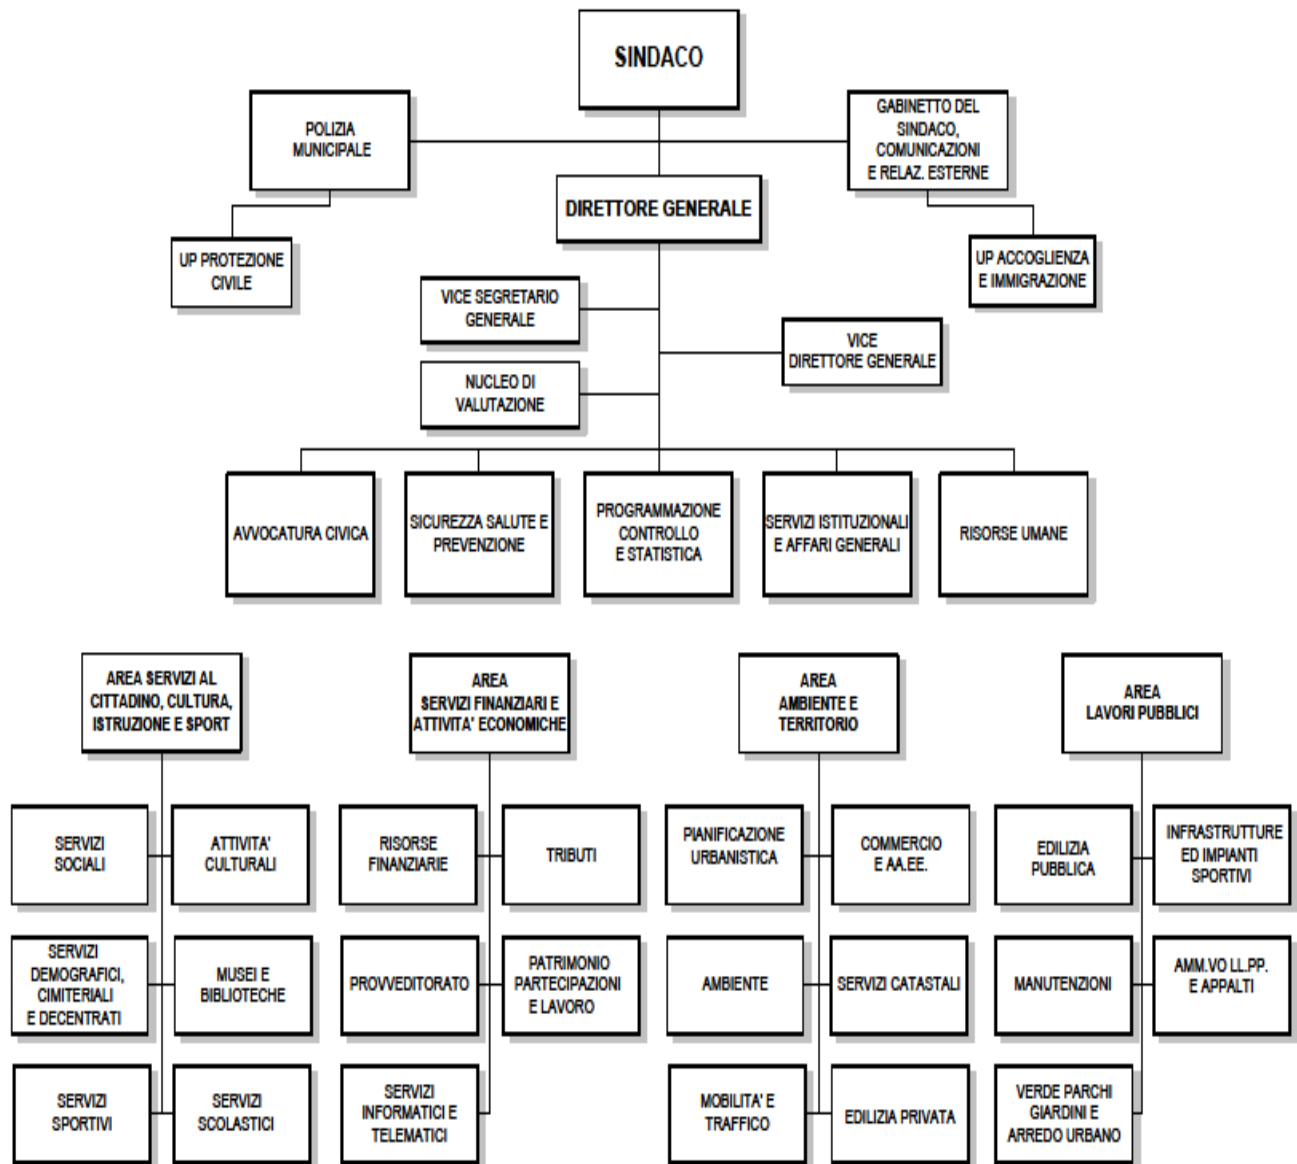 SINDACO
POLIZIA
MUNICIPALE
GABINETTO DEL
SINDACO,
COMUNICAZIONI
E RELAZ. ESTERNE
DIRETTORE GENERALE
UP PROTEZIONE
CIVILE
UP ACCOGLIENZA
E IMMIGRAZIONE
VICE SEGRETARIO
GENERALE
VICE
DIRETTORE GENERALE
NUCLEO DI
VALUTAZIONE
AVVOCATURA CIVICA
SICUREZZA SALUTE E
PREVENZIONE
PROGRAMMAZIONE
CONTROLLO
E STATISTICA
SERVIZI ISTITUZIONALI
E AFFARI GENERALI
RISORSE UMANE
AREA SERVIZI AL
CITTADINO, CULTURA,
ISTRUZIONE E SPORT
AREA
SERVIZI FINANZIARI E
ATTIVITA' ECONOMICHE
AREA
AMBIENTE E
TERRITORIO
AREA
LAVORI PUBBLICI
SERVIZI
SOCIALI
ATTIVITA'
CULTURALI
RISORSE
FINANZIARIE
TRIBUTI
PIANIFICAZIONE
URBANISTICA
COMMERCIO
E AA.EE.
EDILIZIA
PUBBLICA
INFRASTRUTTURE
ED IMPIANTI
SPORTIVI
SERVIZI
DEMOGRAFICI,
CIMITERIALI
E DECENTRATI
MUSEI E
BIBLIOTECHE
PROVVEDITORATO
PATRIMONIO
PARTECIPAZIONI
E LAVORO
AMBIENTE
SERVIZI CATASTALI
MANUTENZIONI
AMM.VO LL.PP.
E APPALTI
SERVIZI
SPORTIVI
SERVIZI
SCOLASTICI
SERVIZI
INFORMATICI E
TELEMATICI
MOBILITA' E
TRAFFICO
EDILIZIA PRIVATA
VERDE PARCHI
GIARDINI E
ARREDO URBANO